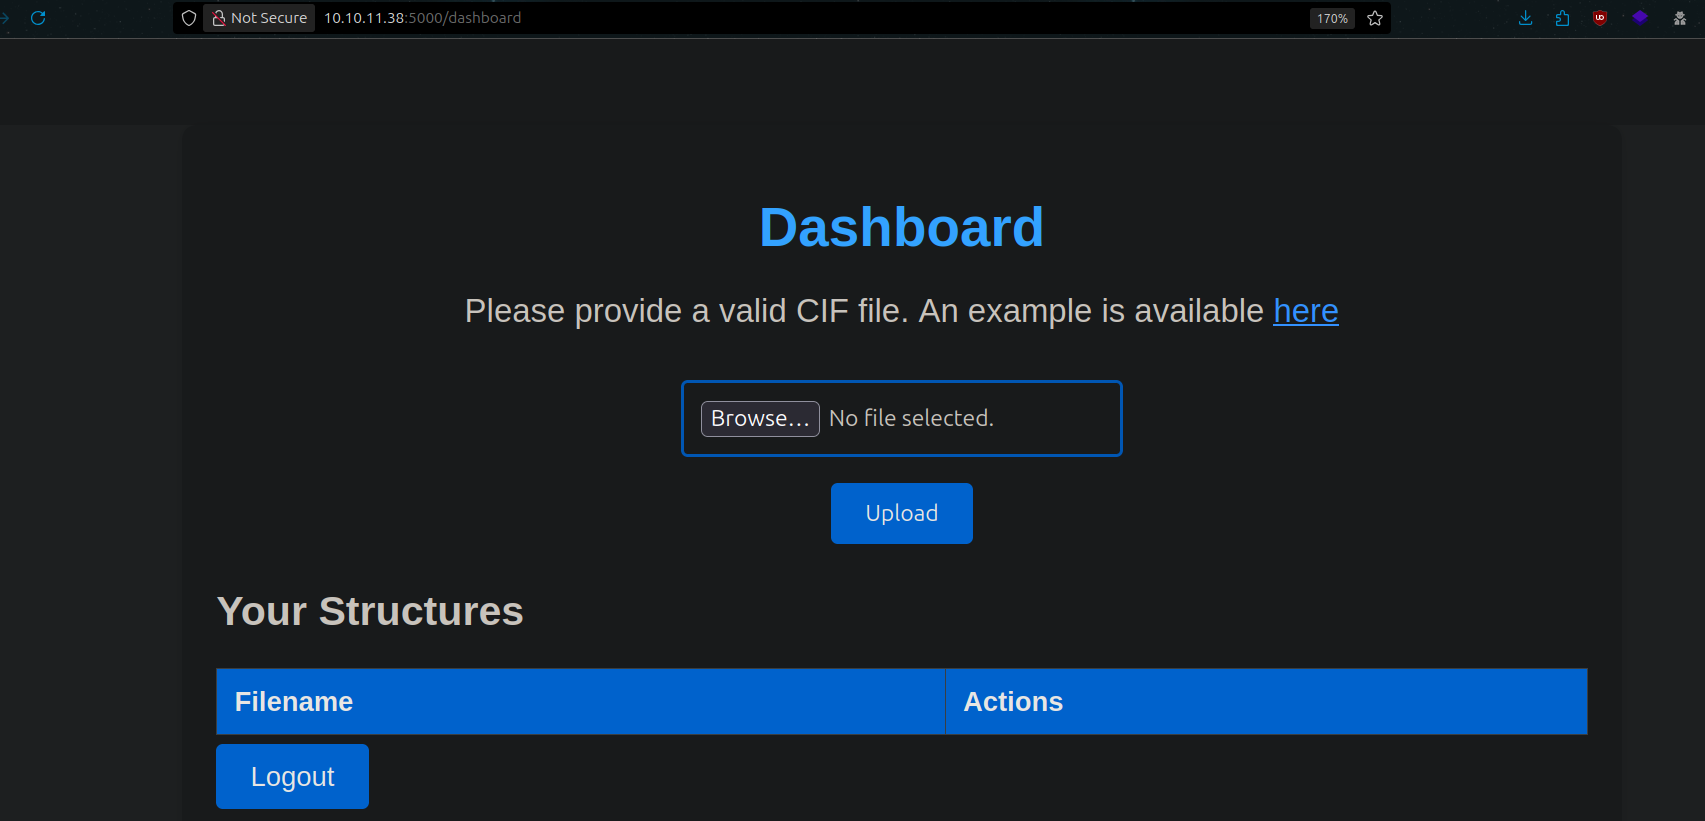 Not Secure 10.10.11.38:5000/dashboard 170%
Dashboard
Please provide a valid CIF file. An example is available here
Browse... No file selected.
Upload
Your Structures
Filename Actions
Logout